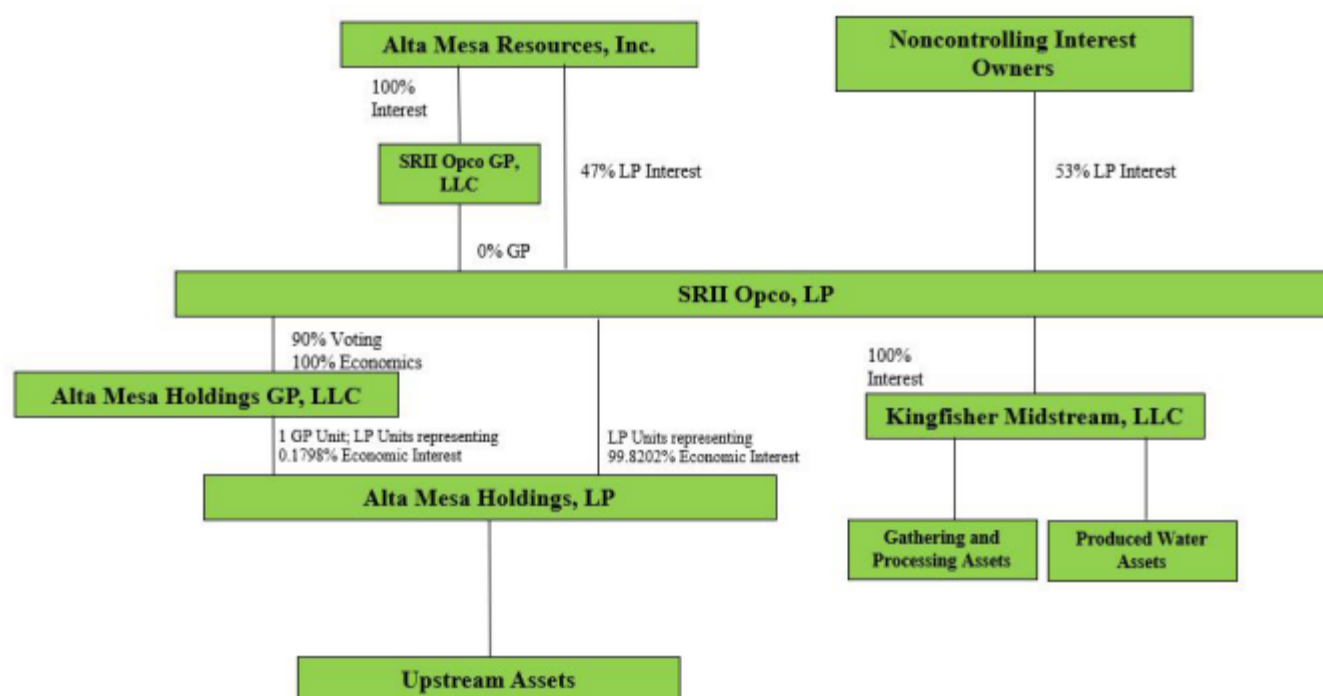 Alta Mesa Resources, Inc.
Noncontrolling Interest
Owners
100%
Interest
SRII Opco GP,
LLC
47% LP Interest
53% LP Interest
0% GP
SRII Opco, LP
90% Voting
100% Economics
100%
Interest
Alta Mesa Holdings GP, LLC
Kingfisher Midstream, LLC
1 GP Unit; LP Units representing
0.1798% Economic Interest
LP Units representing
99.8202% Economic Interest
Alta Mesa Holdings, LP
Gathering and
Processing Assets
Produced Water
Assets
Upstream Assets